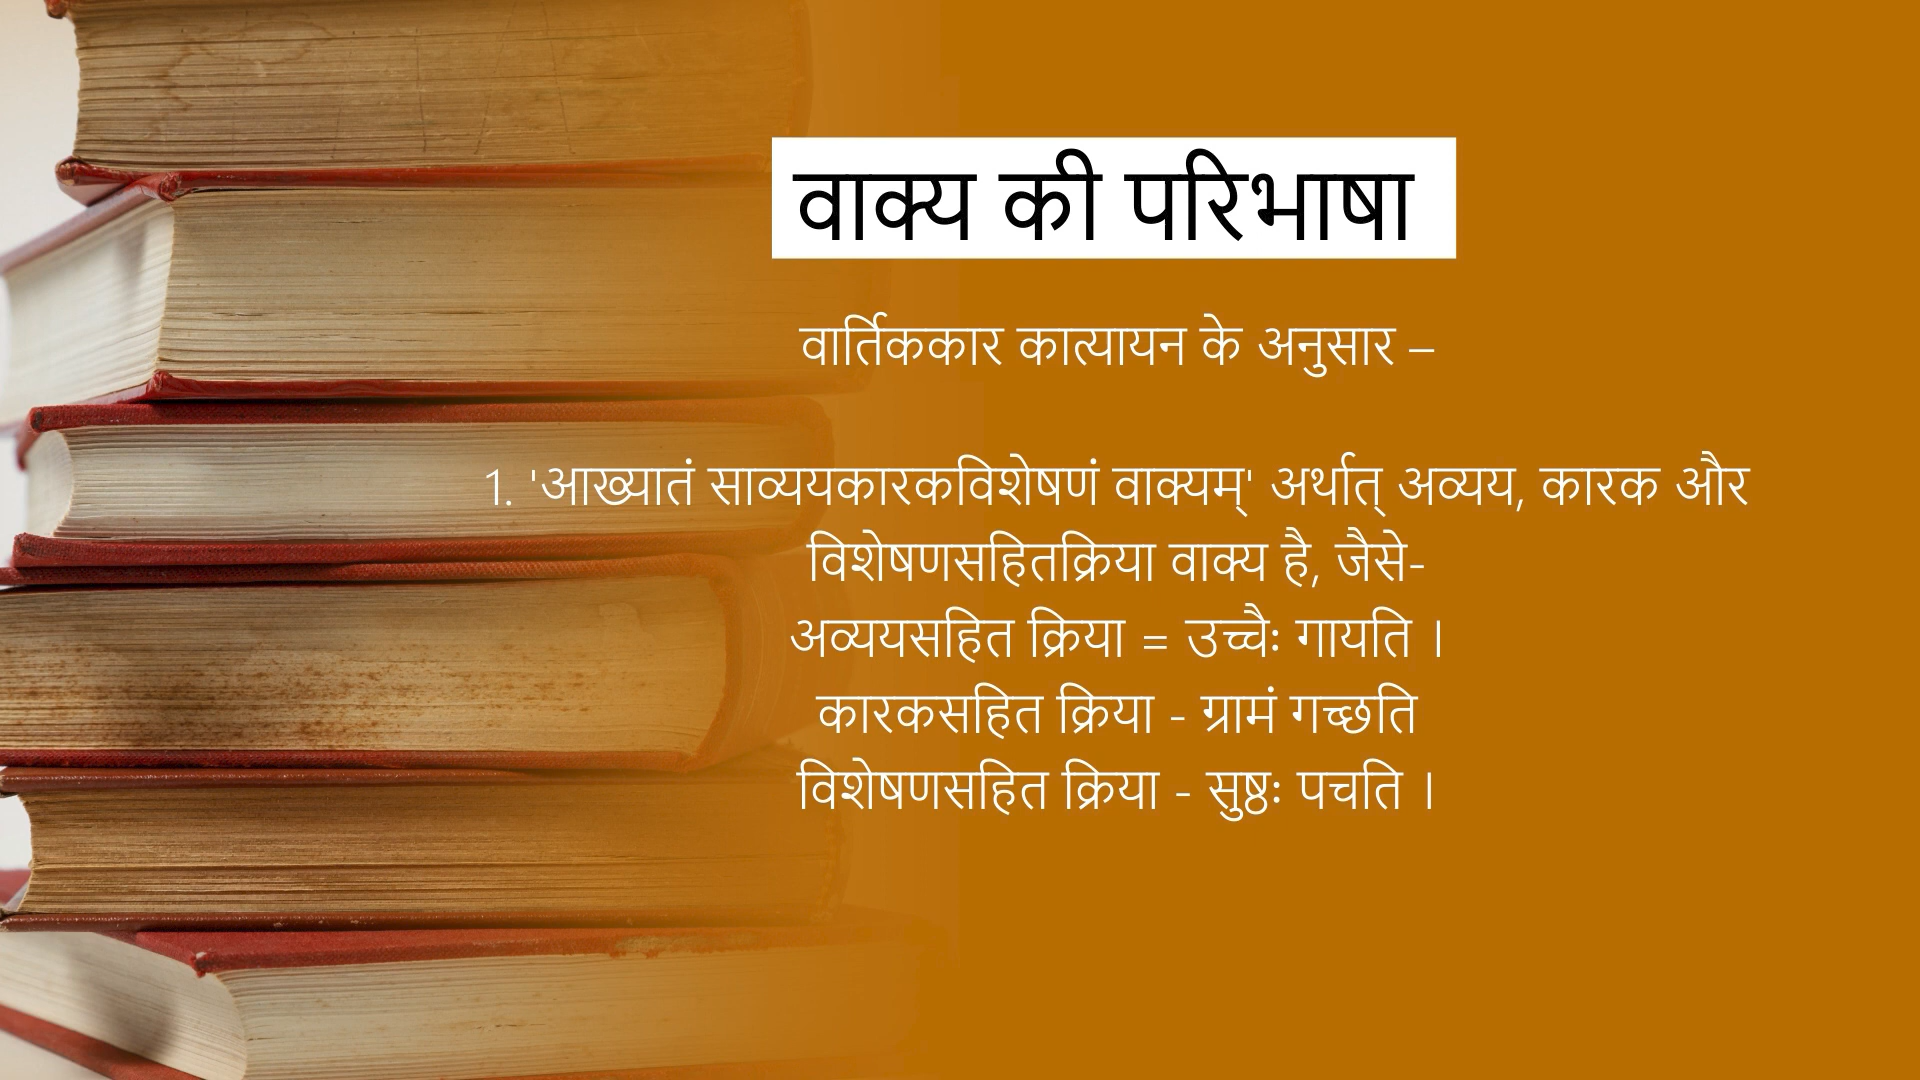 वाक्य की परिभाषा
वार्तिककार कात्यायन के अनुसार –
1. 'आख्यातं साव्ययकारकविशेषणं वाक्यम्' अर्थात् अव्यय, कारक और
विशेषणसहितक्रिया वाक्य है, जैसे-
अव्ययसहित क्रिया = उच्चैः गायति ।
कारकसहित क्रिया - ग्रामं गच्छति
विशेषणसहित क्रिया - सुष्ठः पचति ।